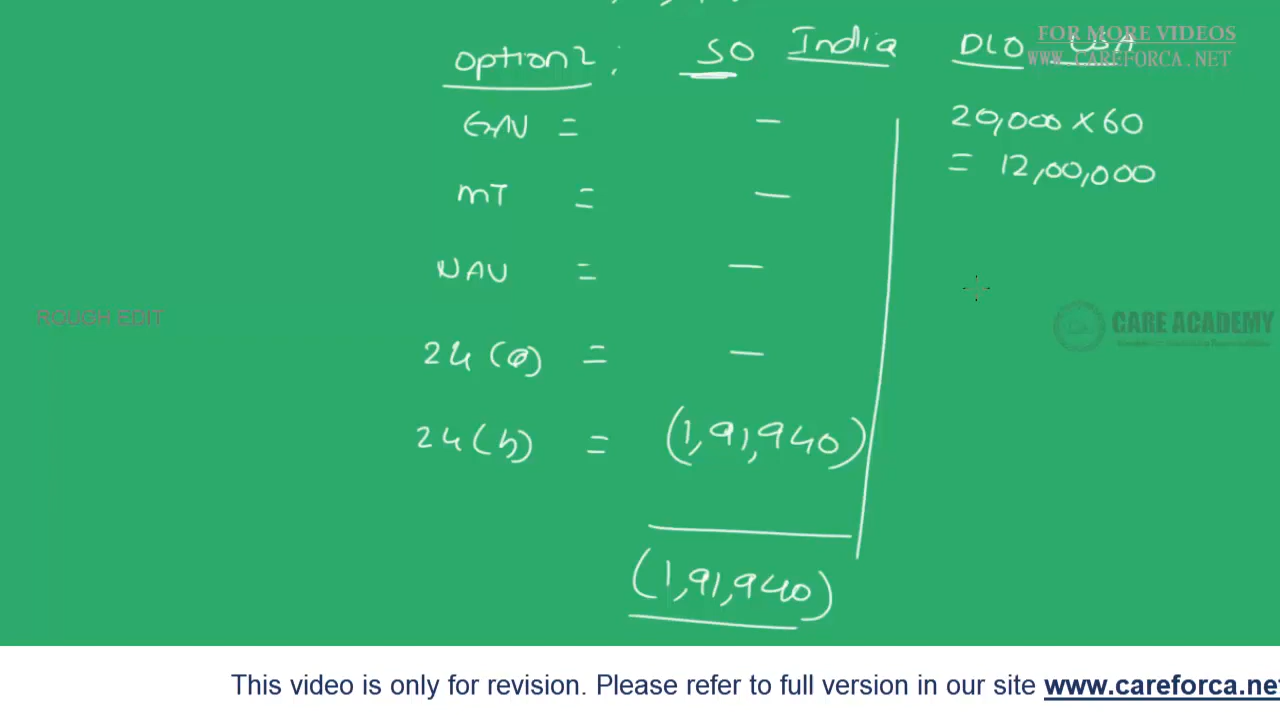 FOR MORE VIDEOS
WWW.CAREFORCA.NET
option 2 : SO India DLO USA
GAV = - 20,000 x 60
= 12,00,000
MT = -
NAV = -
ROUGH EDIT
CARE ACADEMY
24(a) = -
24(b) = (1,91,940)
(1,91,940)
This video is only for revision. Please refer to full version in our site www.careforca.net